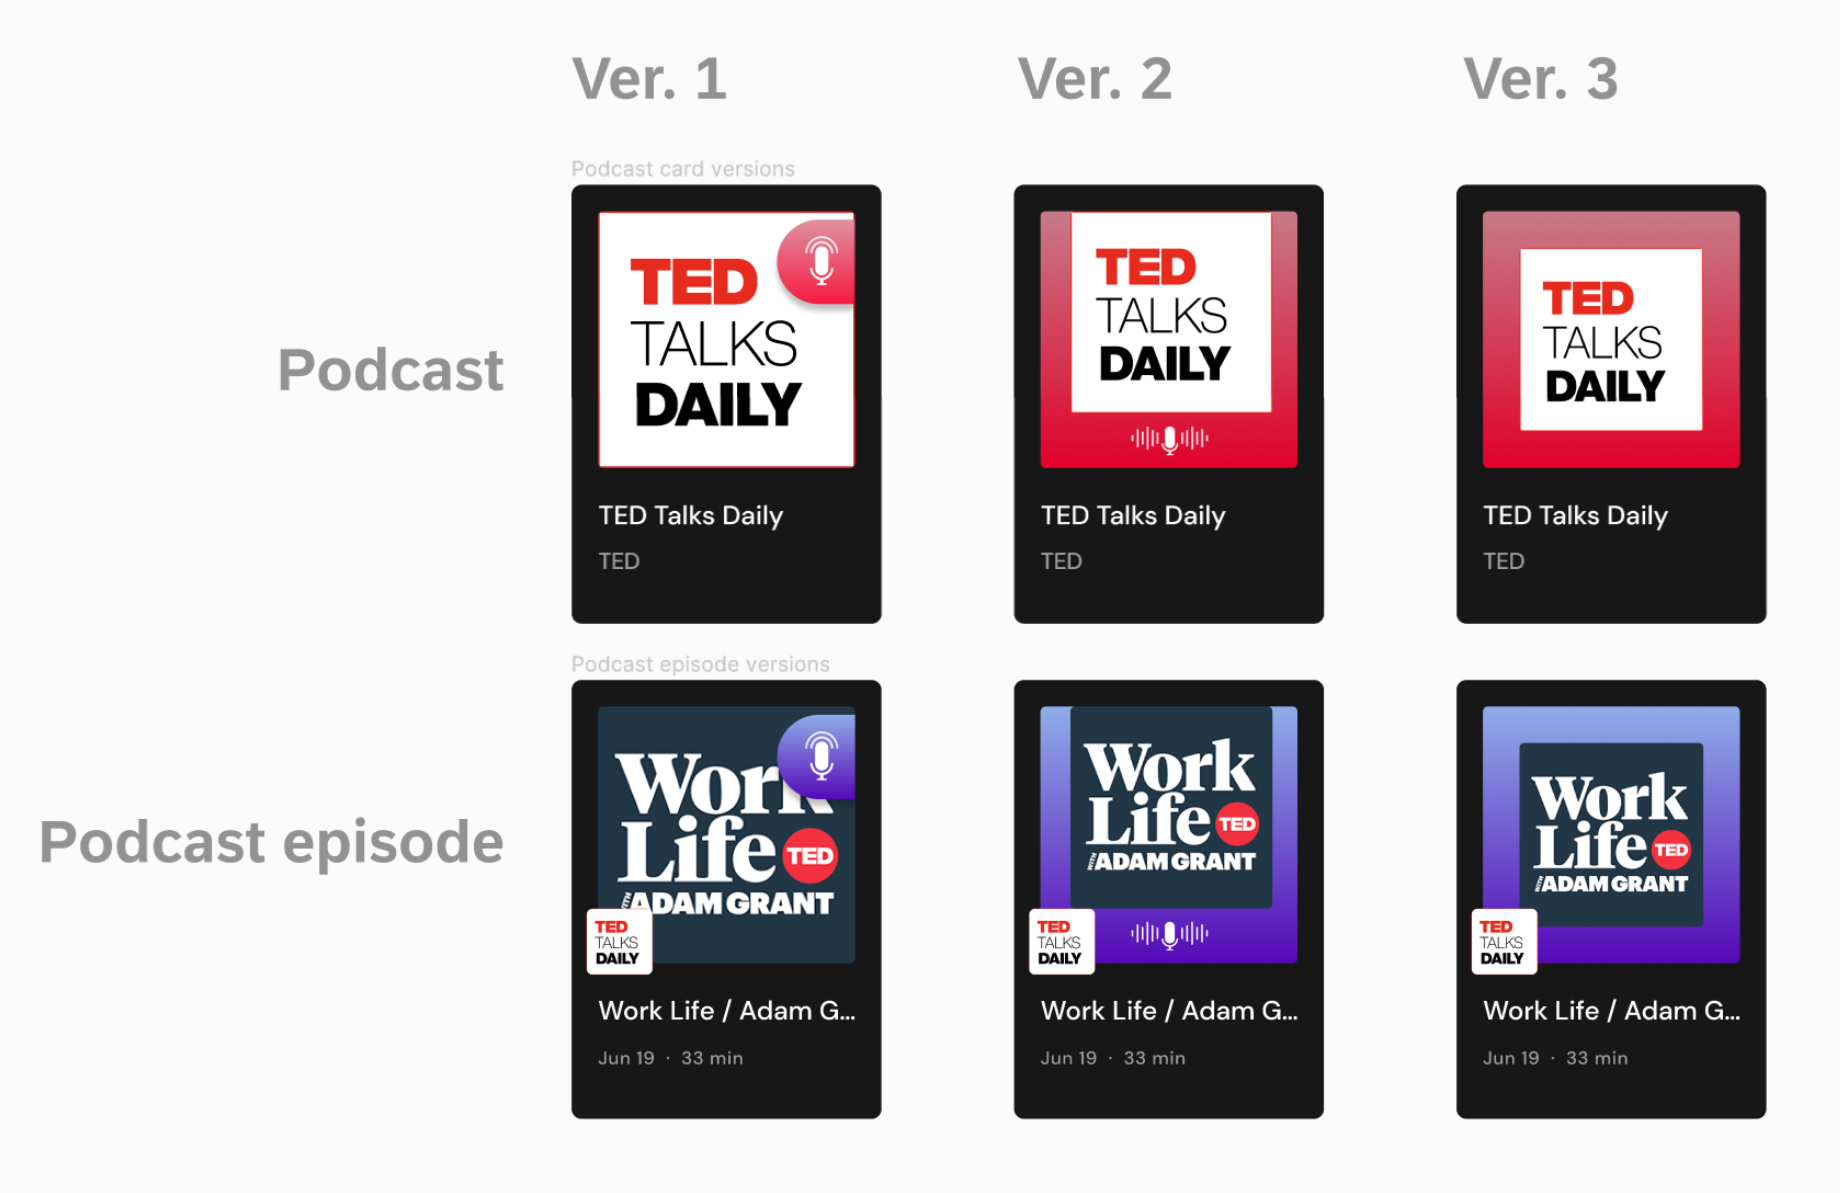 Ver. 1
Ver. 2
Ver. 3
Podcast
Podcast card versions
TED
TALKS
DAILY
TED Talks Daily
TED
TED
TALKS
DAILY
TED Talks Daily
TED
TED
TALKS
DAILY
TED Talks Daily
TED
Podcast episode
Podcast episode versions
Work
Life TED
WITH ADAM GRANT
TED
TALKS
DAILY
Work Life / Adam G...
Jun 19 · 33 min
Work
Life TED
WITH ADAM GRANT
TED
TALKS
DAILY
Work Life / Adam G...
Jun 19 · 33 min
Work
Life TED
WITH ADAM GRANT
TED
TALKS
DAILY
Work Life / Adam G...
Jun 19 · 33 min